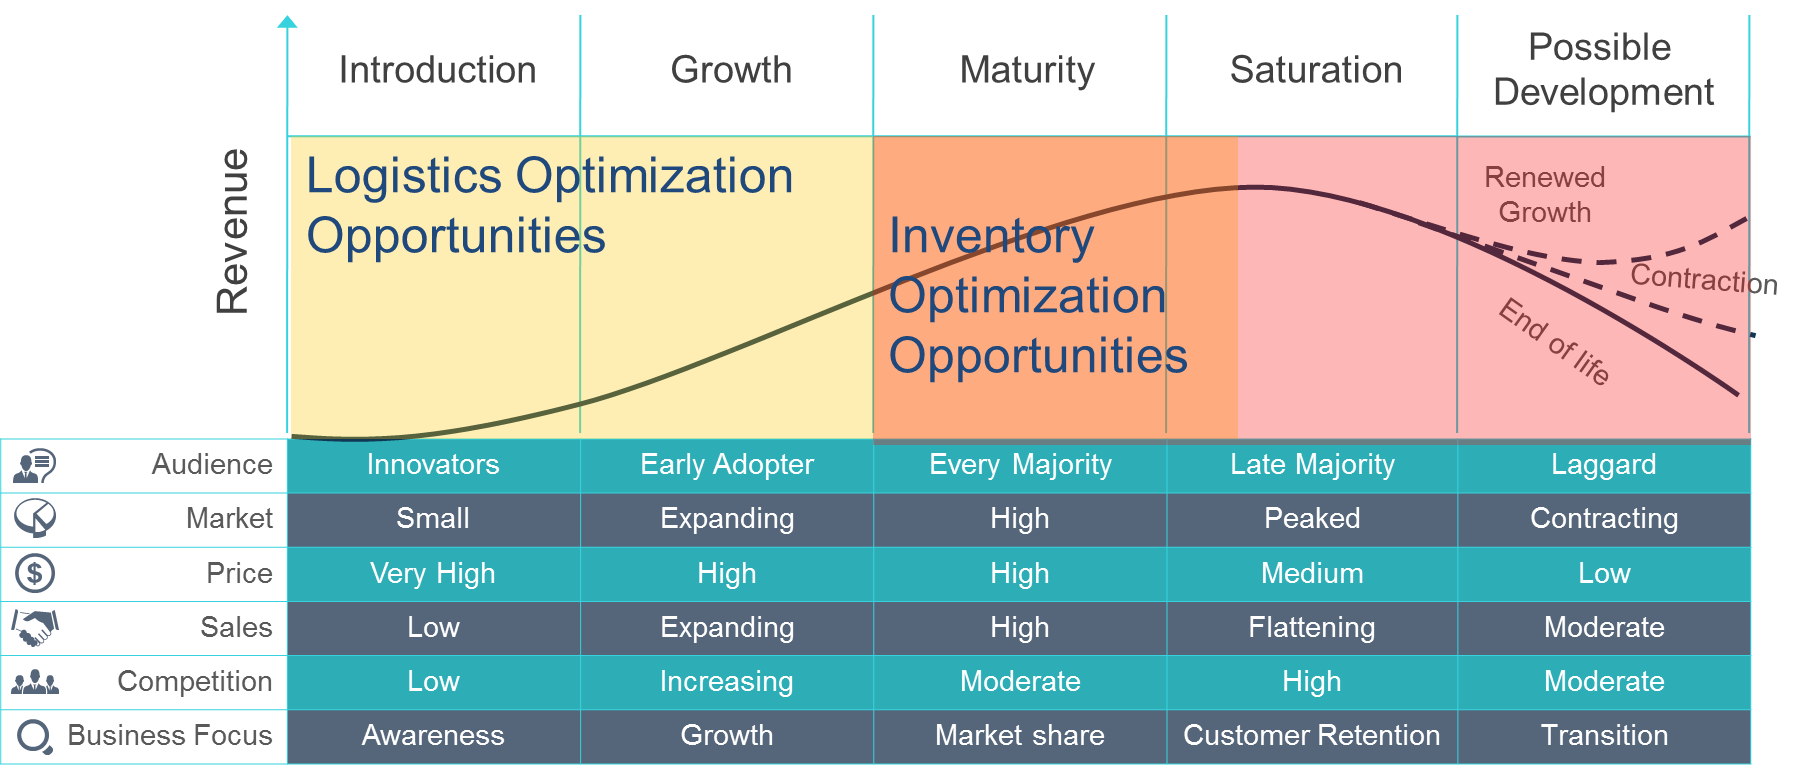 Introduction
Growth
Maturity
Saturation
Possible
Development
Revenue
Logistics Optimization
Opportunities
Inventory
Optimization
Opportunities
Renewed
Growth
Contraction
End of life
Audience Innovators Early Adopter Every Majority Late Majority Laggard
Market Small Expanding High Peaked Contracting
$ Price Very High High High Medium Low
Sales Low Expanding High Flattening Moderate
Competition Low Increasing Moderate High Moderate
Business Focus Awareness Growth Market share Customer Retention Transition